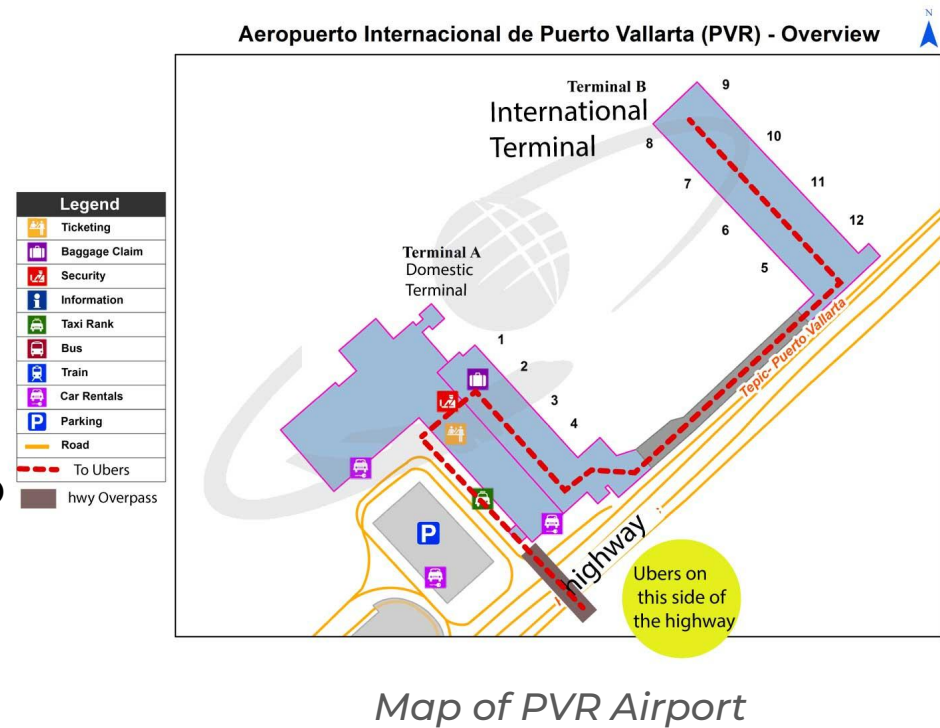 Aeropuerto Internacional de Puerto Vallarta (PVR) - Overview
N
Terminal B
International
Terminal
9
8
10
7
11
6
12
5
Terminal A
Domestic
Terminal
1
2
3
4
Tepic- Puerto Vallarta
Legend
Ticketing
Baggage Claim
Security
Information
Taxi Rank
Bus
Train
Car Rentals
P Parking
Road
To Ubers
hwy Overpass
P
highway
Ubers on
this side of
the highway
Map of PVR Airport